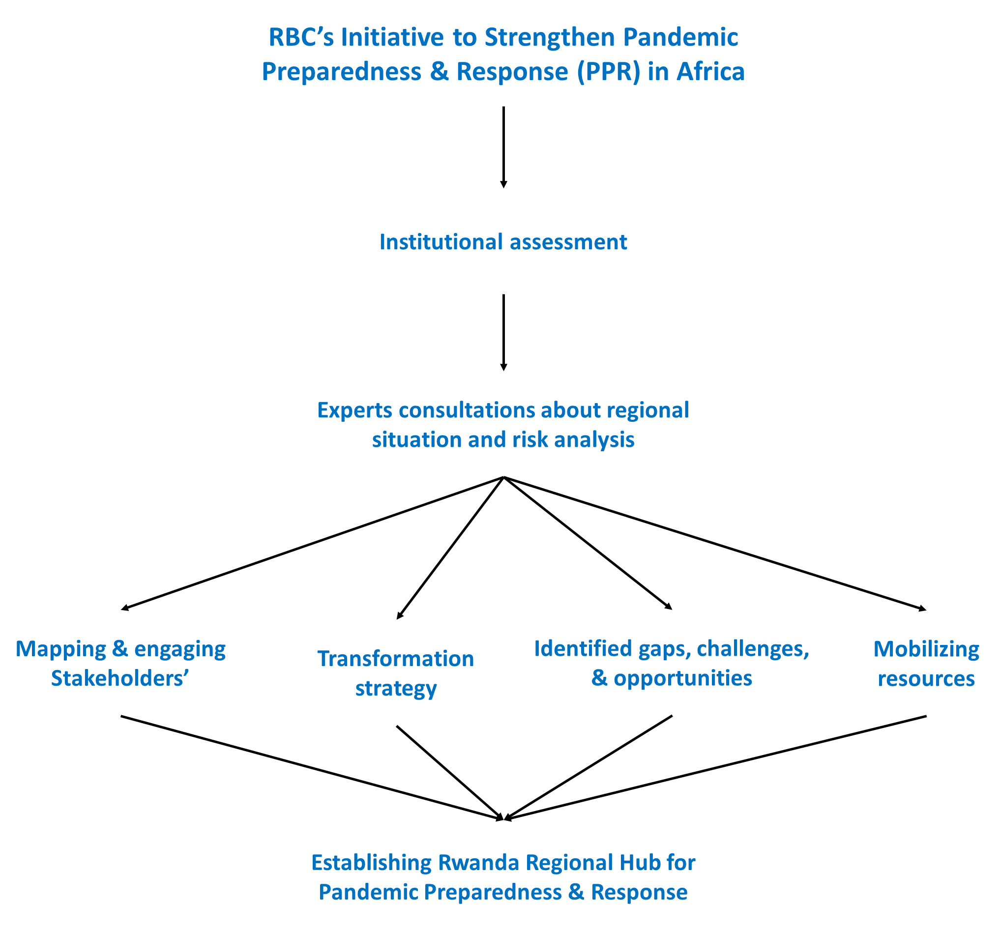 RBC’s Initiative to Strengthen Pandemic
Preparedness & Response (PPR) in Africa
Institutional assessment
Experts consultations about regional
situation and risk analysis
Mapping & engaging
Stakeholders’
Transformation
strategy
Identified gaps, challenges,
& opportunities
Mobilizing
resources
Establishing Rwanda Regional Hub for
Pandemic Preparedness & Response